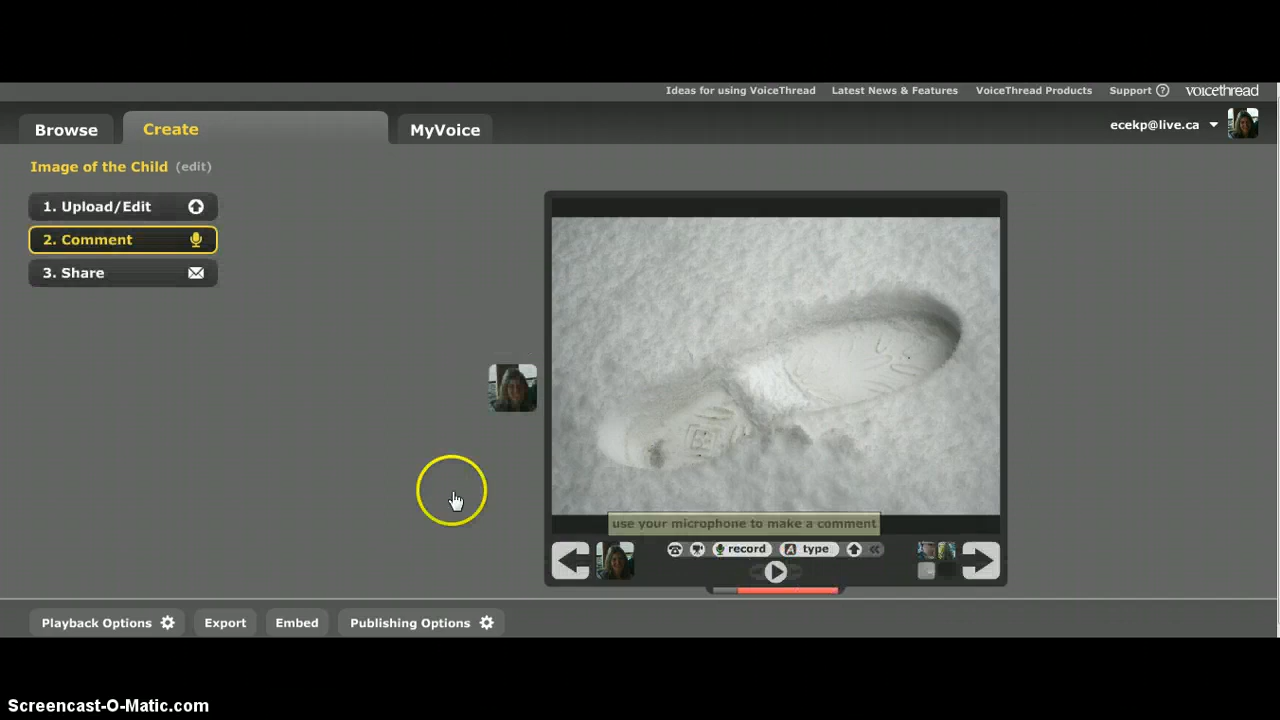 Ideas for using VoiceThread Latest News & Features VoiceThread Products Support ? voicethread
Browse Create MyVoice ecekp@live.ca
Image of the Child (edit)
1. Upload/Edit
2. Comment
3. Share
use your microphone to make a comment
record A type
Playback Options Export Embed Publishing Options
Screencast-O-Matic.com